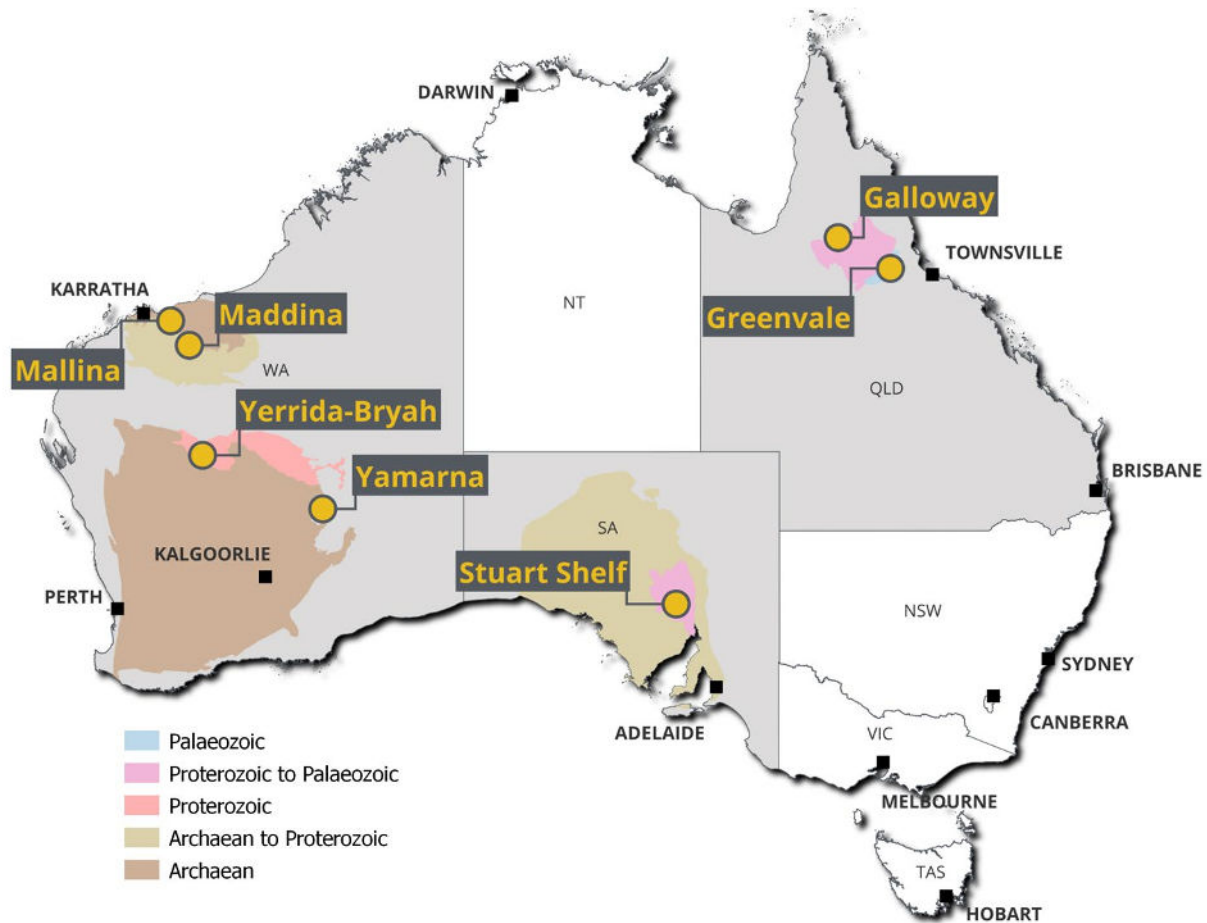 DARWIN
Galloway
TOWNSVILLE
KARRATHA
Maddina
NT
Greenvale
Mallina
WA
QLD
Yerrida-Bryah
BRISBANE
Yamarna
SA
KALGOORLIE
Stuart Shelf
PERTH
NSW
SYDNEY
CANBERRA
ADELAIDE
VIC
MELBOURNE
TAS
HOBART
Palaeozoic
Proterozoic to Palaeozoic
Proterozoic
Archaean to Proterozoic
Archaean